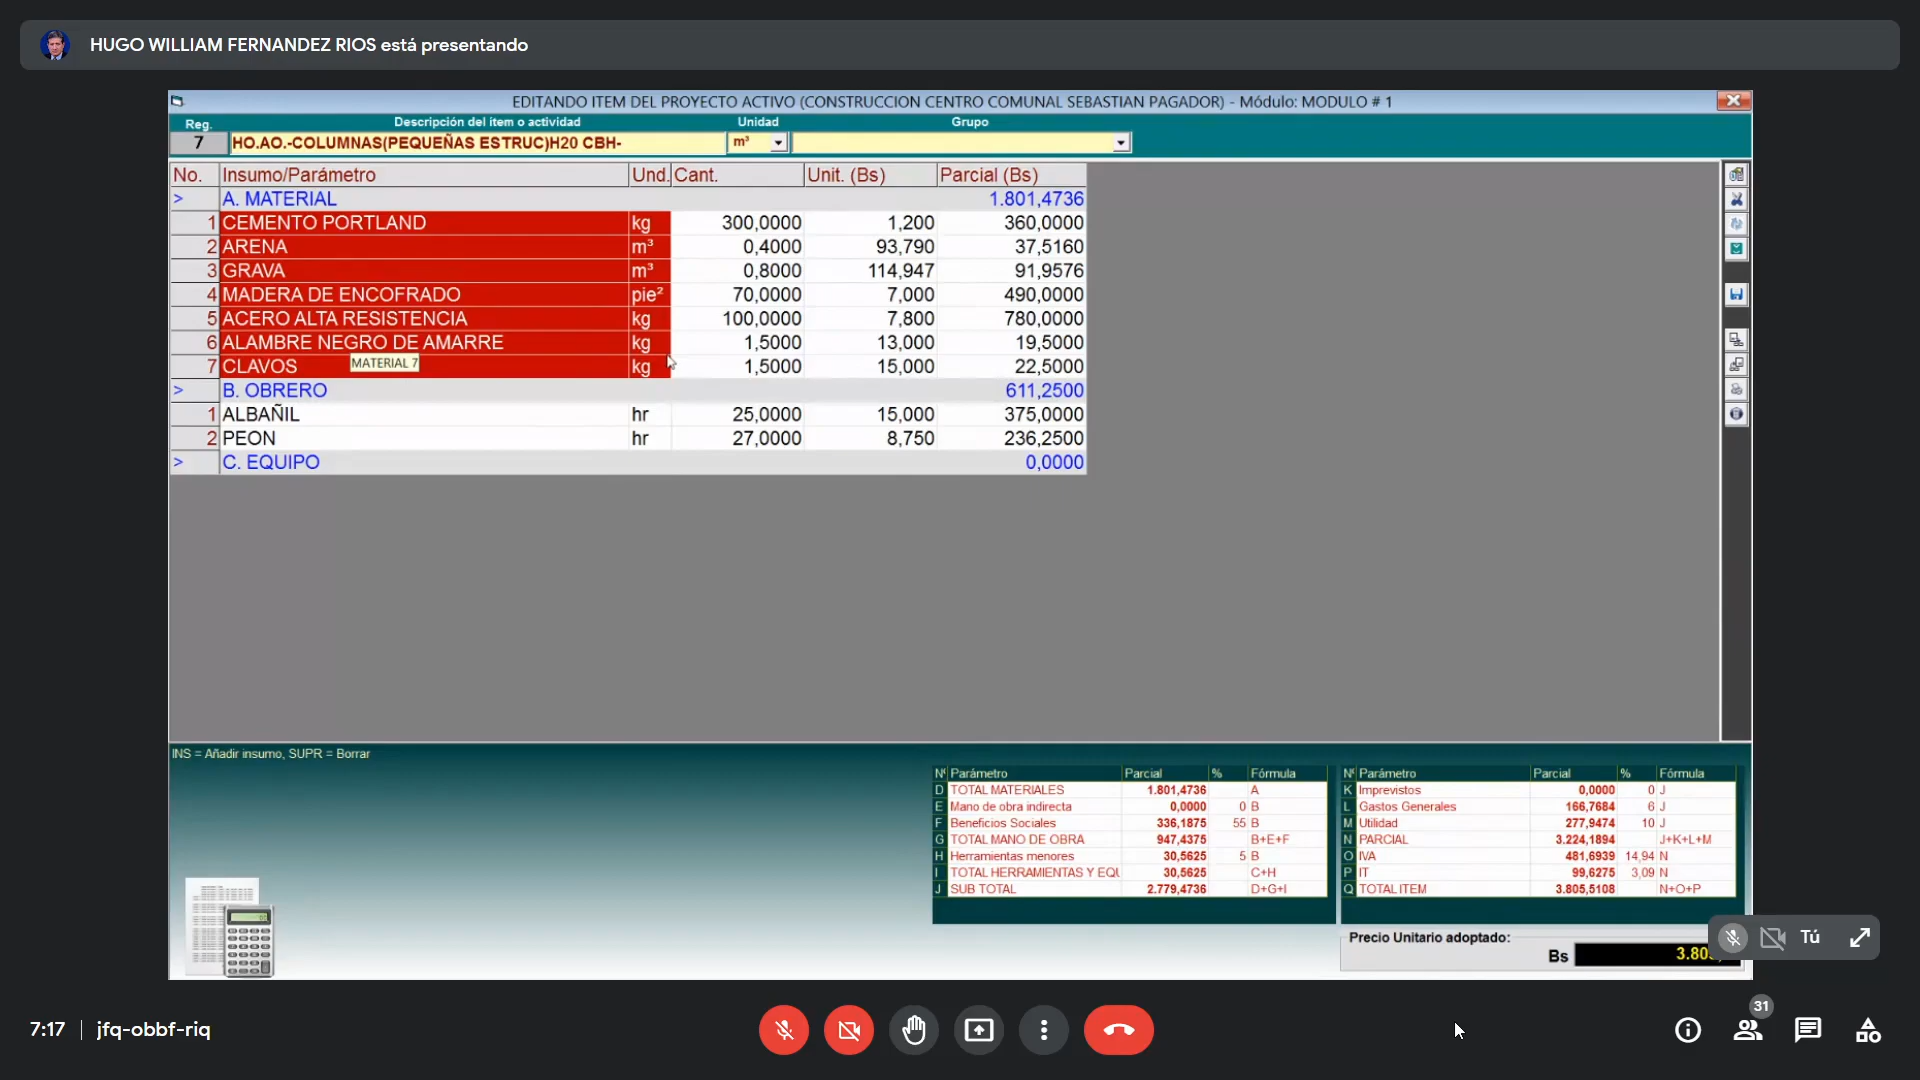 HUGO WILLIAM FERNANDEZ RIOS está presentando
EDITANDO ITEM DEL PROYECTO ACTIVO (CONSTRUCCION CENTRO COMUNAL SEBASTIAN PAGADOR) - Módulo: MODULO # 1
Reg. Descripción del item o actividad Unidad Grupo
7 HO.AO.-COLUMNAS(PEQUEÑAS ESTRUC)H20 CBH- m³
No. Insumo/Parámetro Und. Cant. Unit. (Bs) Parcial (Bs)
> A. MATERIAL 1.801,4736
1 CEMENTO PORTLAND kg 300,0000 1,200 360,0000
2 ARENA m³ 0,4000 93,790 37,5160
3 GRAVA m³ 0,8000 114,947 91,9576
4 MADERA DE ENCOFRADO pie² 70,0000 7,000 490,0000
5 ACERO ALTA RESISTENCIA kg 100,0000 7,800 780,0000
6 ALAMBRE NEGRO DE AMARRE kg 1,5000 13,000 19,5000
7 CLAVOS MATERIAL 7 kg 1,5000 15,000 22,5000
> B. OBRERO 611,2500
1 ALBAÑIL hr 25,0000 15,000 375,0000
2 PEON hr 27,0000 8,750 236,2500
> C. EQUIPO 0,0000
INS = Añadir insumo, SUPR = Borrar
Nº Parámetro Parcial % Fórmula
D TOTAL MATERIALES 1.801,4736 A
E Mano de obra indirecta 0,0000 0 B
F Beneficios Sociales 336,1875 55 B
G TOTAL MANO DE OBRA 947,4375 B+E+F
H Herramientas menores 30,5625 5 B
I TOTAL HERRAMIENTAS Y EQU 30,5625 C+H
J SUB TOTAL 2.779,4736 D+G+I
Nº Parámetro Parcial % Fórmula
K Imprevistos 0,0000 0 J
L Gastos Generales 166,7684 6 J
M Utilidad 277,9474 10 J
N PARCIAL 3.224,1894 J+K+L+M
O IVA 481,6939 14,94 N
P IT 99,6275 3,09 N
Q TOTAL ITEM 3.805,5108 N+O+P
Precio Unitario adoptado:
Bs
Tú
7:17 | jfq-obbf-riq
31